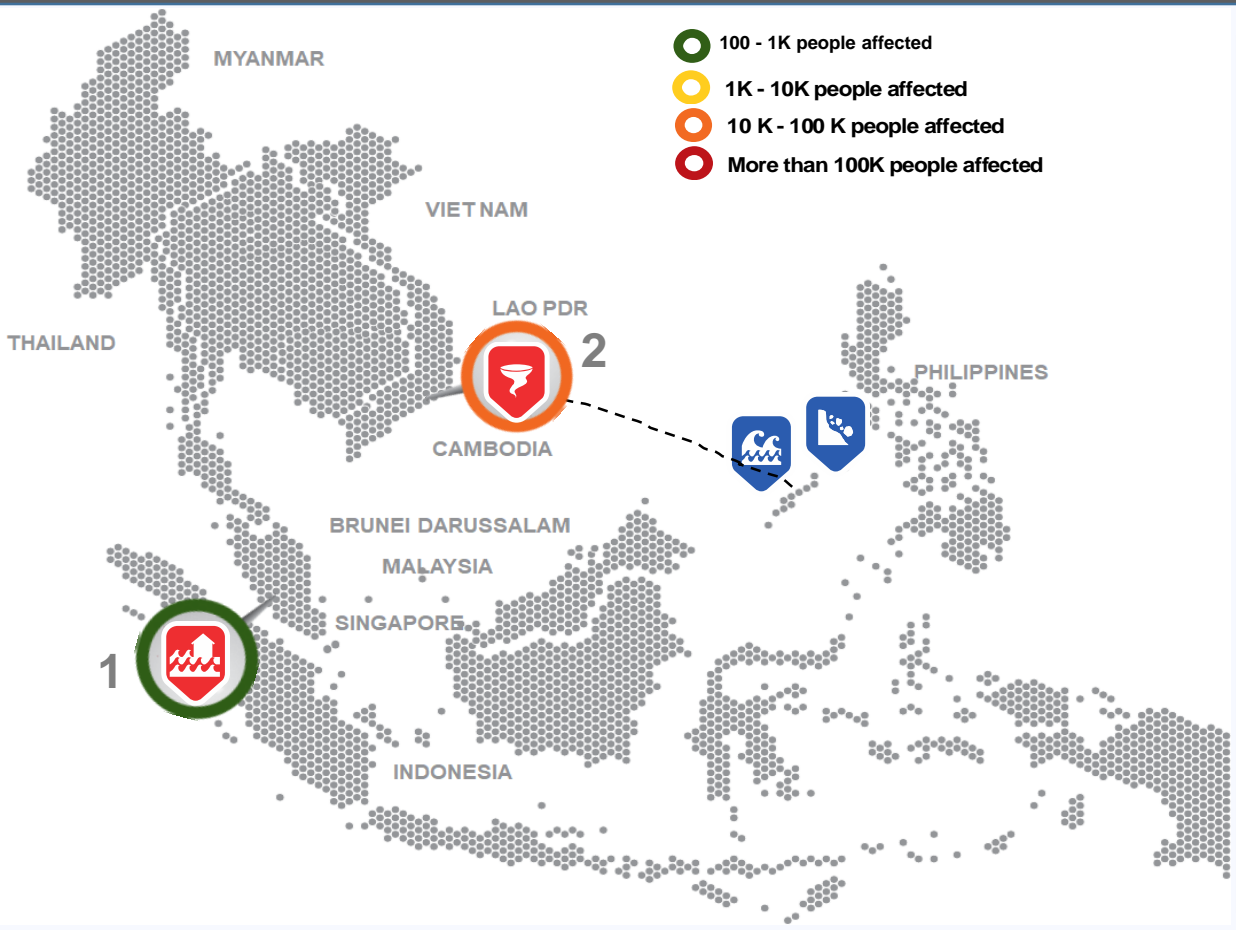 MYANMAR
100 - 1K people affected
1K - 10K people affected
10 K - 100 K people affected
More than 100K people affected
VIET NAM
LAO PDR
THAILAND
2
PHILIPPINES
CAMBODIA
BRUNEI DARUSSALAM
MALAYSIA
SINGAPORE
1
INDONESIA